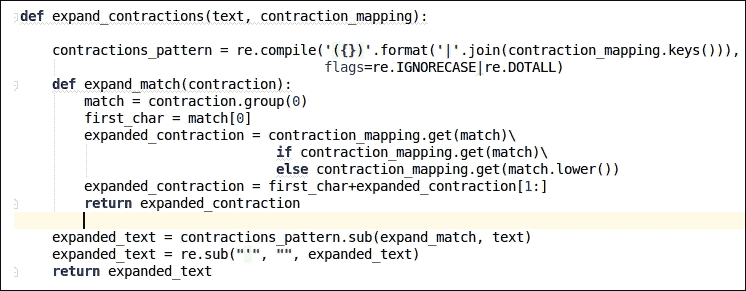 def expand_contractions(text, contraction_mapping):
    contractions_pattern = re.compile('({})'.format('|'.join(contraction_mapping.keys())),
                                      flags=re.IGNORECASE|re.DOTALL)
    def expand_match(contraction):
        match = contraction.group(0)
        first_char = match[0]
        expanded_contraction = contraction_mapping.get(match)\
                                if contraction_mapping.get(match)\
                                else contraction_mapping.get(match.lower())
        expanded_contraction = first_char+expanded_contraction[1:]
        return expanded_contraction
    expanded_text = contractions_pattern.sub(expand_match, text)
    expanded_text = re.sub("'", "", expanded_text)
    return expanded_text